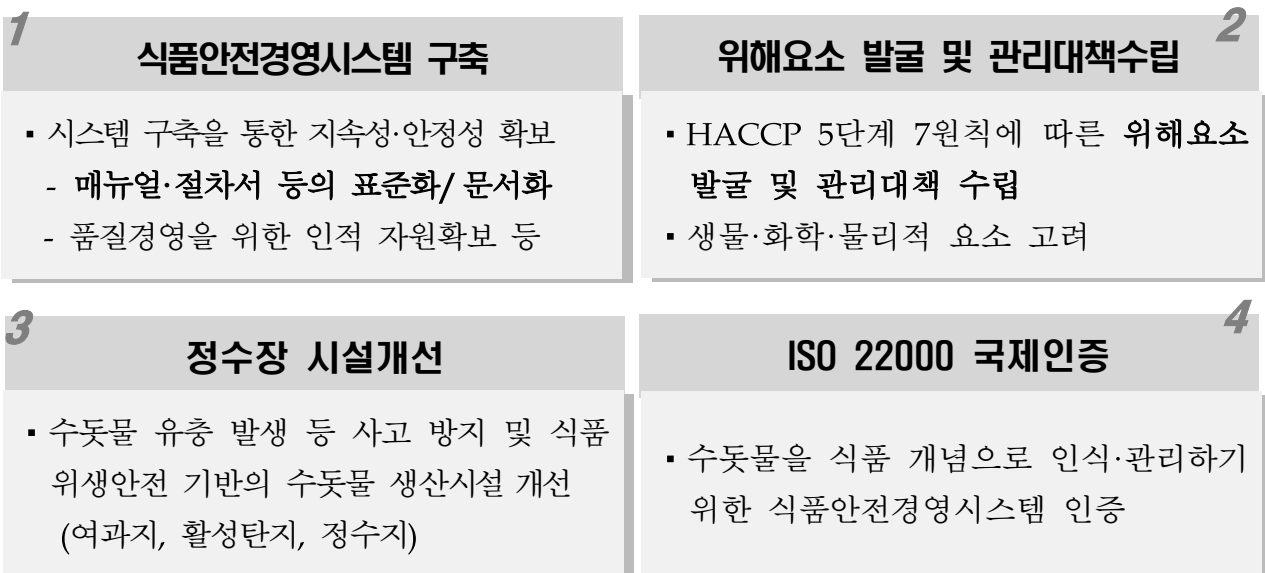 1
식품안전경영시스템 구축
▪ 시스템 구축을 통한 지속성·안정성 확보
- 매뉴얼·절차서 등의 표준화/ 문서화
- 품질경영을 위한 인적 자원확보 등
2
위해요소 발굴 및 관리대책수립
▪ HACCP 5단계 7원칙에 따른 위해요소
발굴 및 관리대책 수립
▪ 생물·화학·물리적 요소 고려
3
정수장 시설개선
▪ 수돗물 유충 발생 등 사고 방지 및 식품
위생안전 기반의 수돗물 생산시설 개선
(여과지, 활성탄지, 정수지)
4
ISO 22000 국제인증
▪ 수돗물을 식품 개념으로 인식·관리하기
위한 식품안전경영시스템 인증